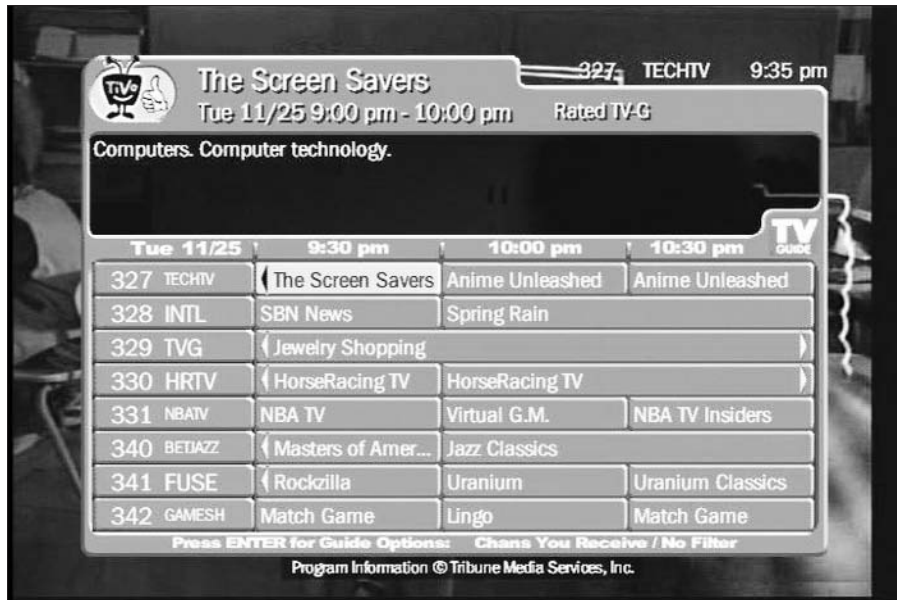 TiVo The Screen Savers 327 TECHTV 9:35 pm
Tue 11/25 9:00 pm - 10:00 pm Rated TV-G
Computers. Computer technology.
TV
GUIDE
Tue 11/25 9:30 pm 10:00 pm 10:30 pm
327 TECHTV The Screen Savers Anime Unleashed Anime Unleashed
328 INTL SBN News Spring Rain
329 TVG Jewelry Shopping
330 HRTV HorseRacing TV HorseRacing TV
331 NBATV NBA TV Virtual G.M. NBA TV Insiders
340 BETJAZZ Masters of Amer... Jazz Classics
341 FUSE Rockzilla Uranium Uranium Classics
342 GAMESH Match Game Lingo Match Game
Press ENTER for Guide Options: Chans You Receive / No Filter
Program Information © Tribune Media Services, Inc.